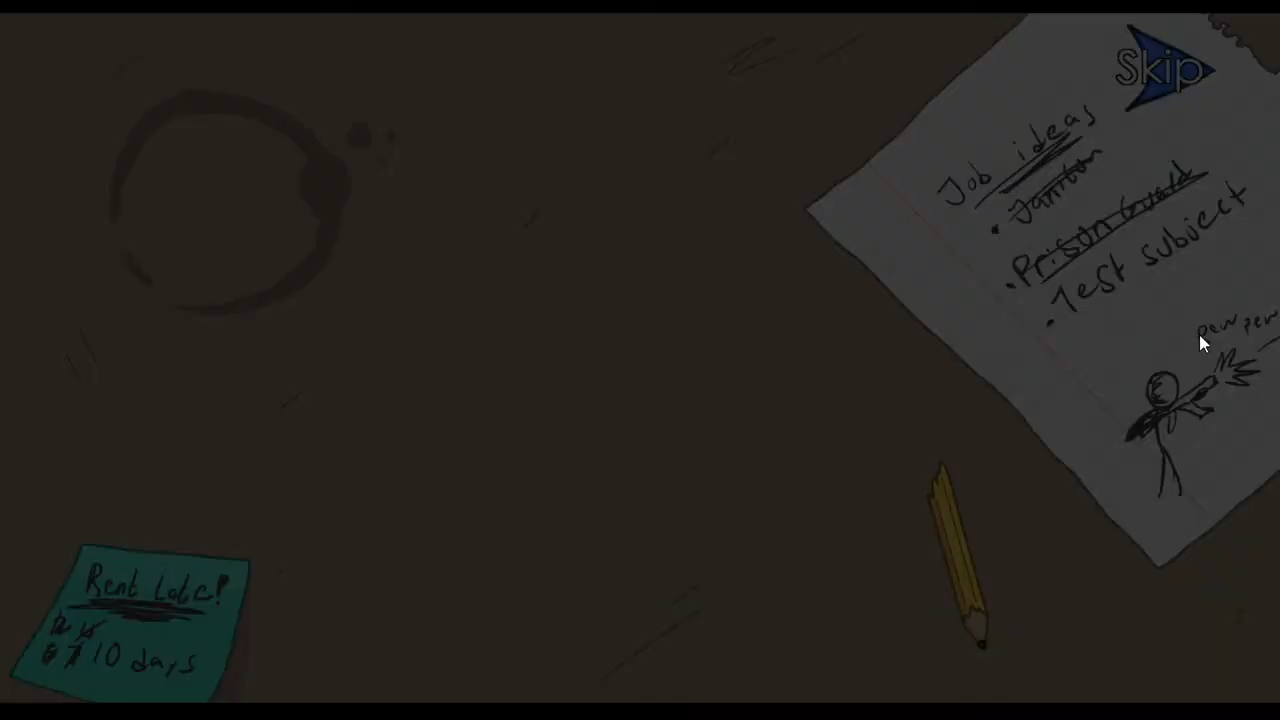 Skip
Job ideas
• Janitor
• Prison Guard
• Test subject
pew pew
Rent Late!
10 days